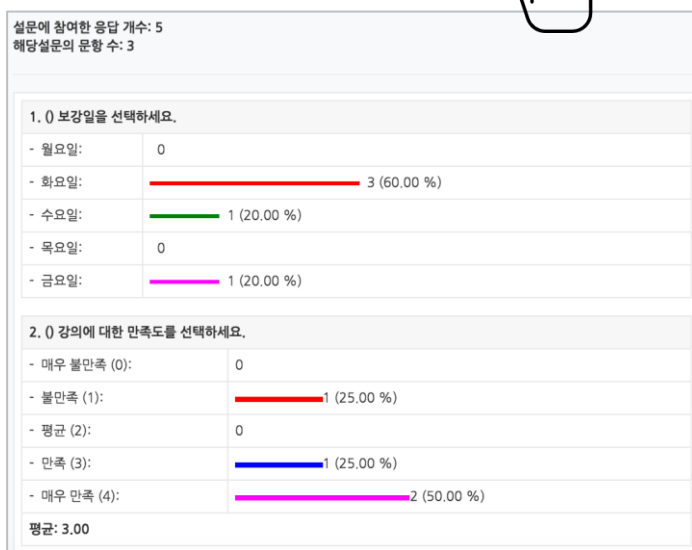 설문에 참여한 응답 개수: 5
해당설문의 문항 수: 3
1. () 보강일을 선택하세요.
- 월요일: 0
- 화요일: 3 (60.00 %)
- 수요일: 1 (20.00 %)
- 목요일: 0
- 금요일: 1 (20.00 %)
2. () 강의에 대한 만족도를 선택하세요.
- 매우 불만족 (0): 0
- 불만족 (1): 1 (25.00 %)
- 평균 (2): 0
- 만족 (3): 1 (25.00 %)
- 매우 만족 (4): 2 (50.00 %)
평균: 3.00